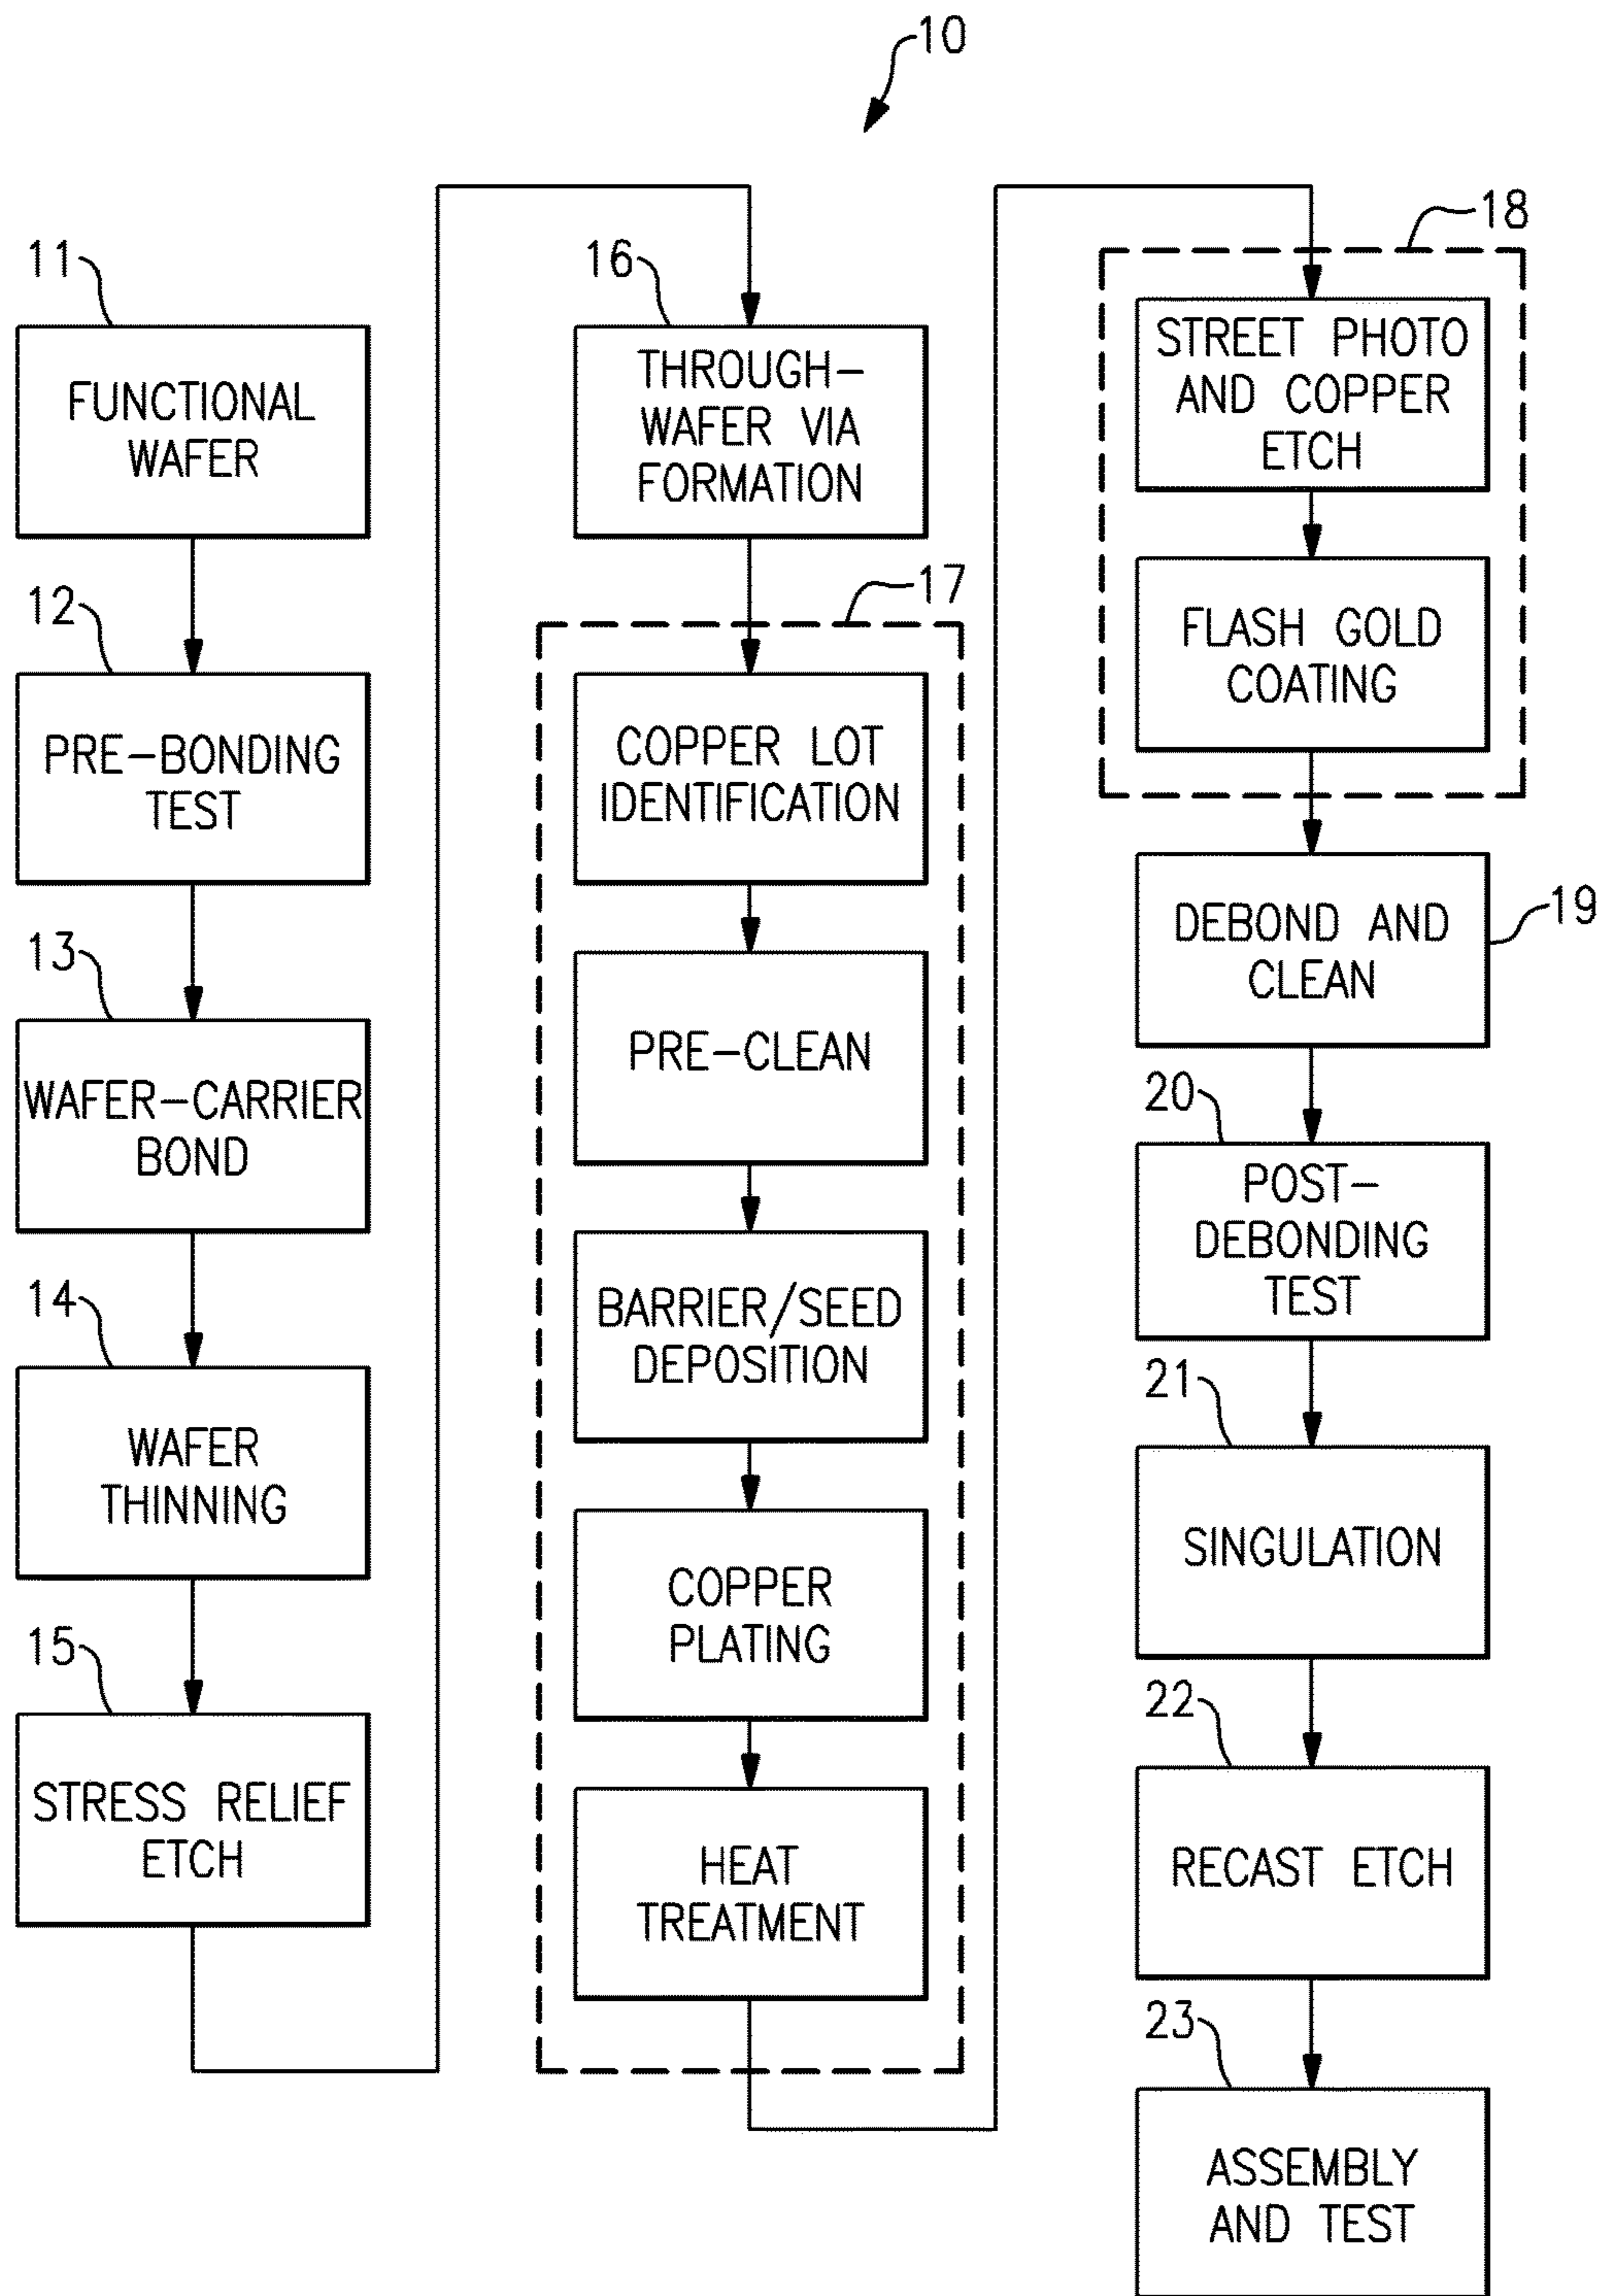 10
11
FUNCTIONAL
WAFER
12
PRE-BONDING
TEST
13
WAFER-CARRIER
BOND
14
WAFER
THINNING
15
STRESS RELIEF
ETCH
16
THROUGH-
WAFER VIA
FORMATION
17
COPPER LOT
IDENTIFICATION
PRE-CLEAN
BARRIER/SEED
DEPOSITION
COPPER
PLATING
HEAT
TREATMENT
18
STREET PHOTO
AND COPPER
ETCH
FLASH GOLD
COATING
DEBOND AND
CLEAN
19
20
POST-
DEBONDING
TEST
21
SINGULATION
22
RECAST ETCH
23
ASSEMBLY
AND TEST